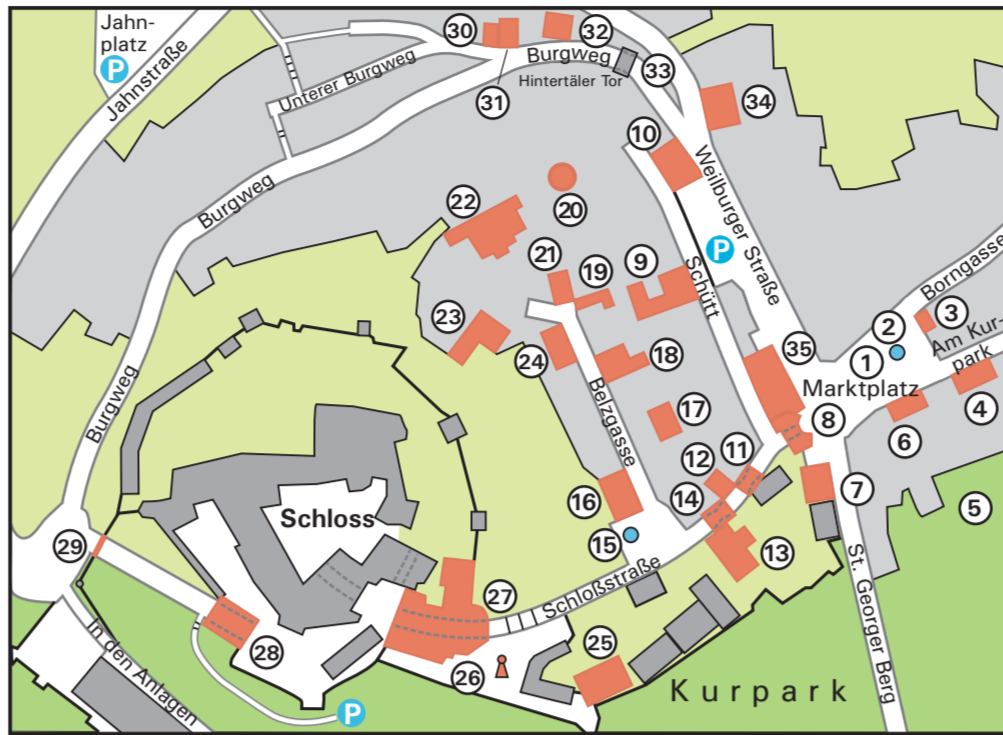 Jahn-
platz
P
Jahnstraße
30
31
32
Burgweg
Hintertäler Tor
33
Unterer Burgweg
34
10
Weilburger Straße
Burgweg
22
20
21
19
9
P
Schütt
Borngasse
3
2
Am Kur-
park
1
35
Marktplatz
23
24
18
4
8
6
17
Belzgasse
11
12
14
7
5
Burgweg
16
Schloss
15
13
29
Schloßstraße
27
St. Georger Berg
28
25
26
In den Anlagen
Kurpark
P